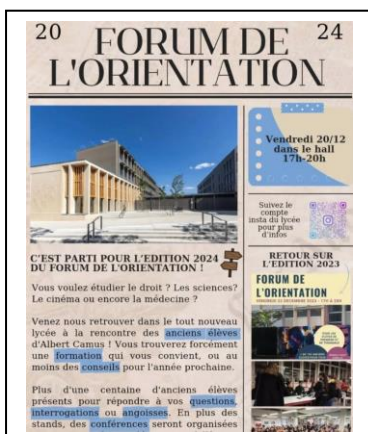 20 FORUM DE 24
L'ORIENTATION
Vendredi 20/12
dans le hall
17h-20h
Suivez le
compte
insta du lycée
pour plus
d'infos
C'EST PARTI POUR L'EDITION 2024
DU FORUM DE L'ORIENTATION !
Vous voulez étudier le droit ? Les sciences?
Le cinéma ou encore la médecine ?
Venez nous retrouver dans le tout nouveau
lycée à la rencontre des anciens élèves
d'Albert Camus ! Vous trouverez forcément
une formation qui vous convient, ou au
moins des conseils pour l'année prochaine.
Plus d'une centaine d'anciens élèves
présents pour répondre à vos questions,
interrogations ou angoisses. En plus des
stands, des conférences seront organisées
RETOUR SUR
L'EDITION 2023
FORUM DE
L'ORIENTATION